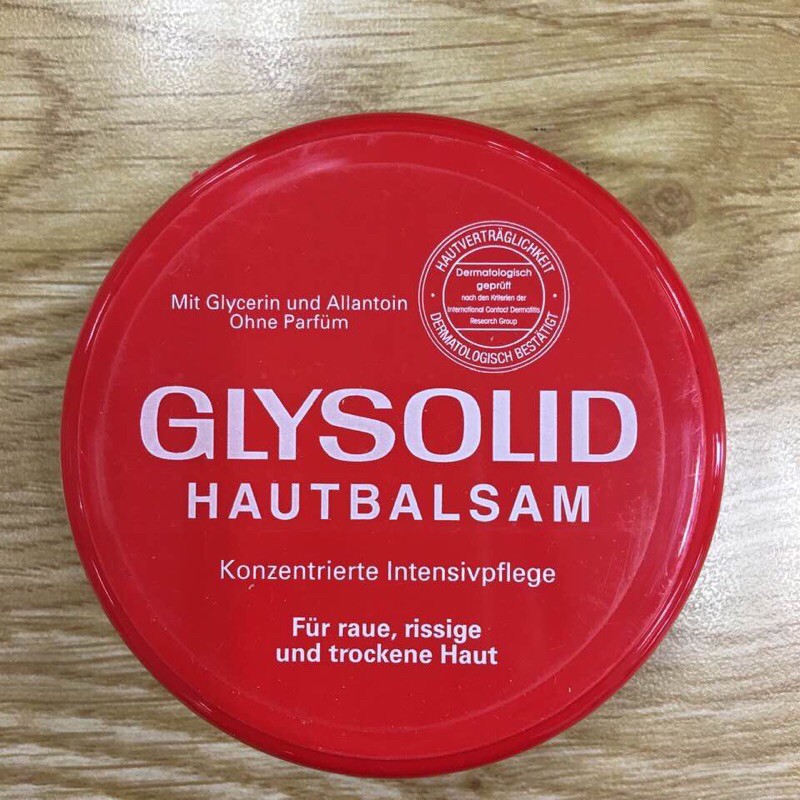 HAUTVERTRÄGLICHKEIT
Dermatologisch
geprüft
nach den Kriterien der
International Contact Dermatitis
Research Group
DERMATOLOGISCH BESTÄTIGT
Mit Glycerin und Allantoin
Ohne Parfüm
GLYSOLID
HAUTBALSAM
Konzentrierte Intensivpflege
Für raue, rissige
und trockene Haut